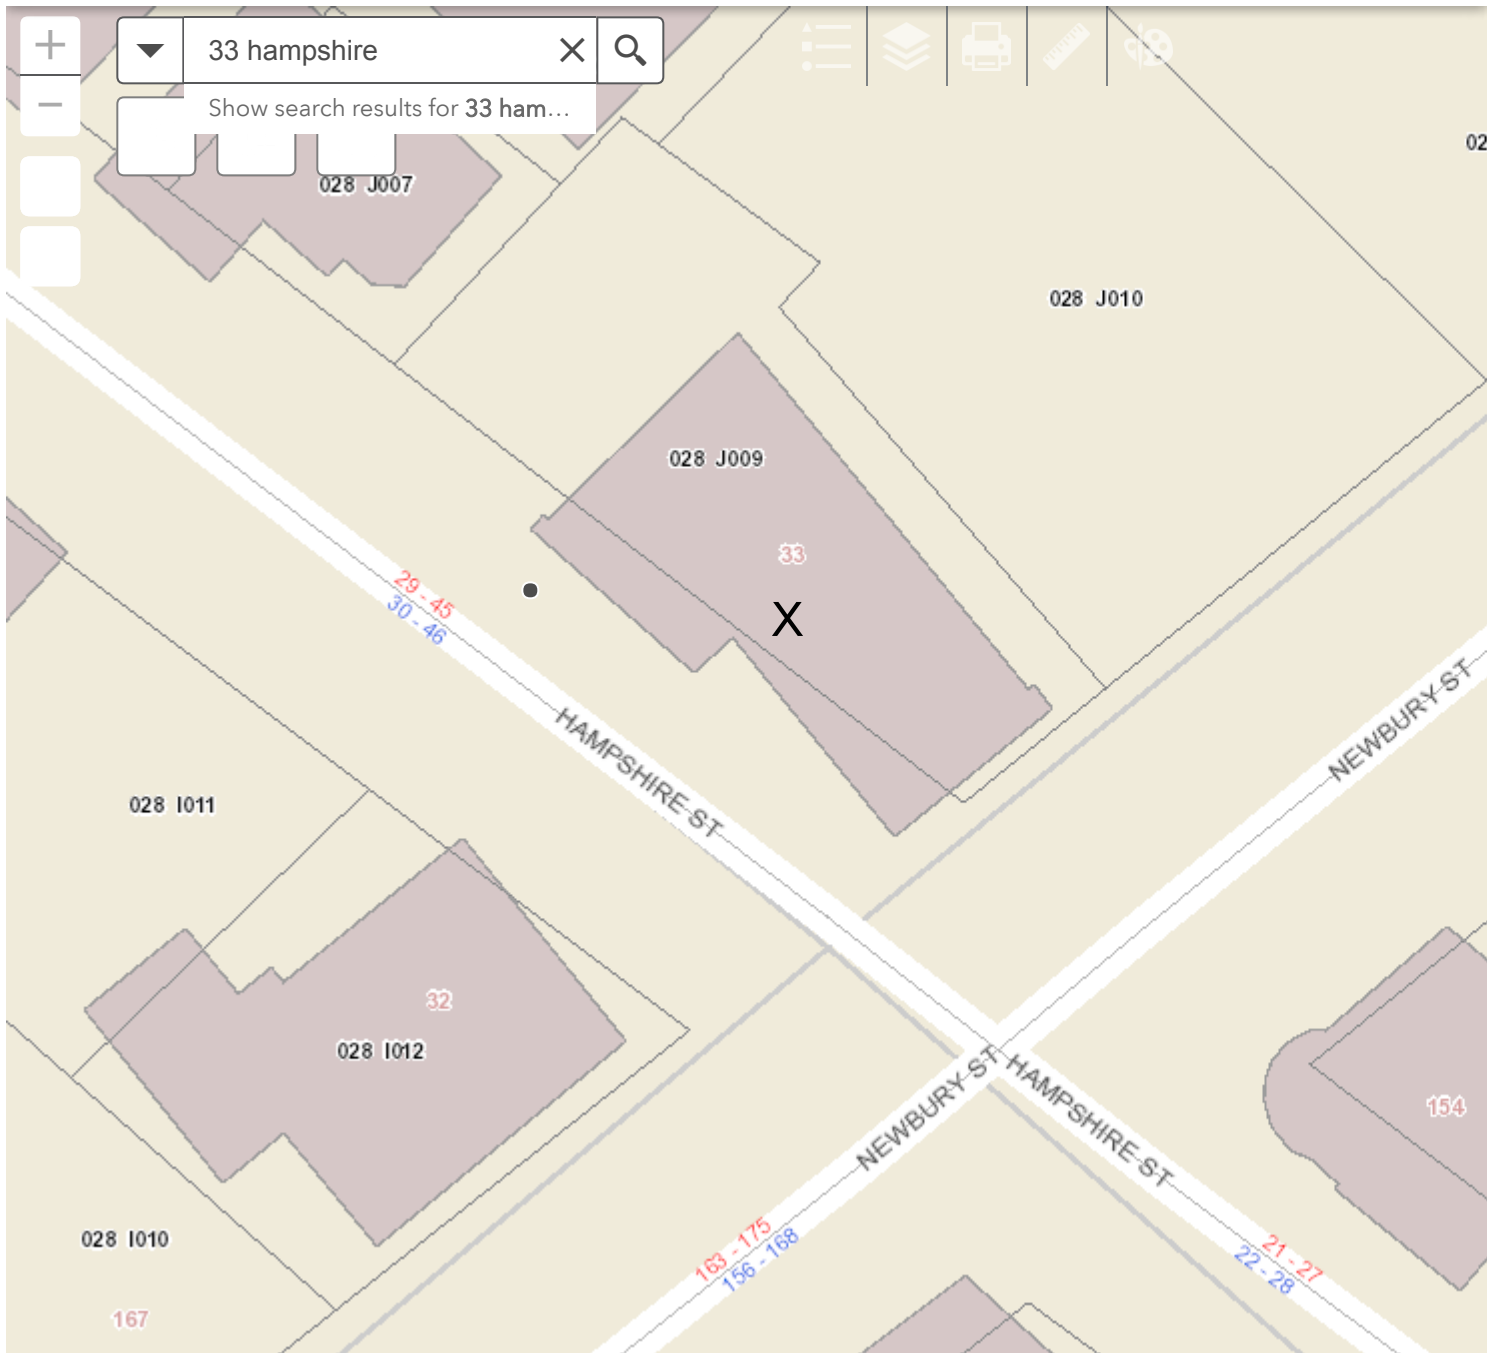 33 hampshire
Show search results for 33 ham…
02
028 J007
028 J010
028 J009
33
X
29 - 45
30 - 46
HAMPSHIRE ST
NEWBURY ST
028 I011
32
028 I012
NEWBURY ST
HAMPSHIRE ST
154
028 I010
163 - 175
156 - 168
21 - 27
22 - 28
167